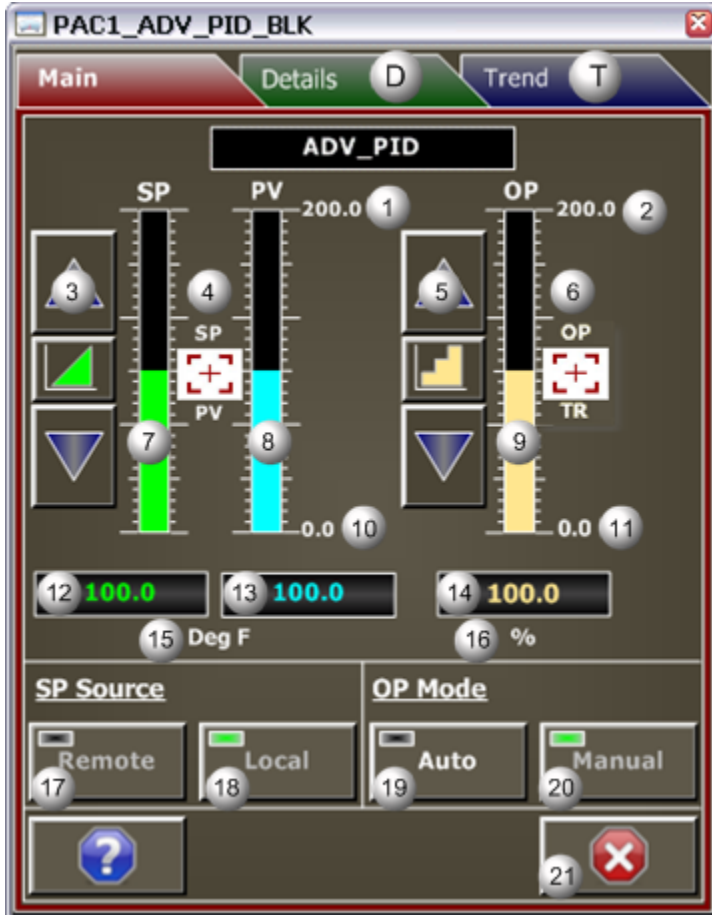 PAC1_ADV_PID_BLK
Main Details D Trend T
ADV_PID
SP PV OP
200.0 1 200.0 2
3 4 5 6
SP OP
PV TR
7 8 9
0.0 10 0.0 11
12 100.0 13 100.0 14 100.0
15 Deg F 16 %
SP Source OP Mode
Remote Local Auto Manual
17 18 19 20
?
21